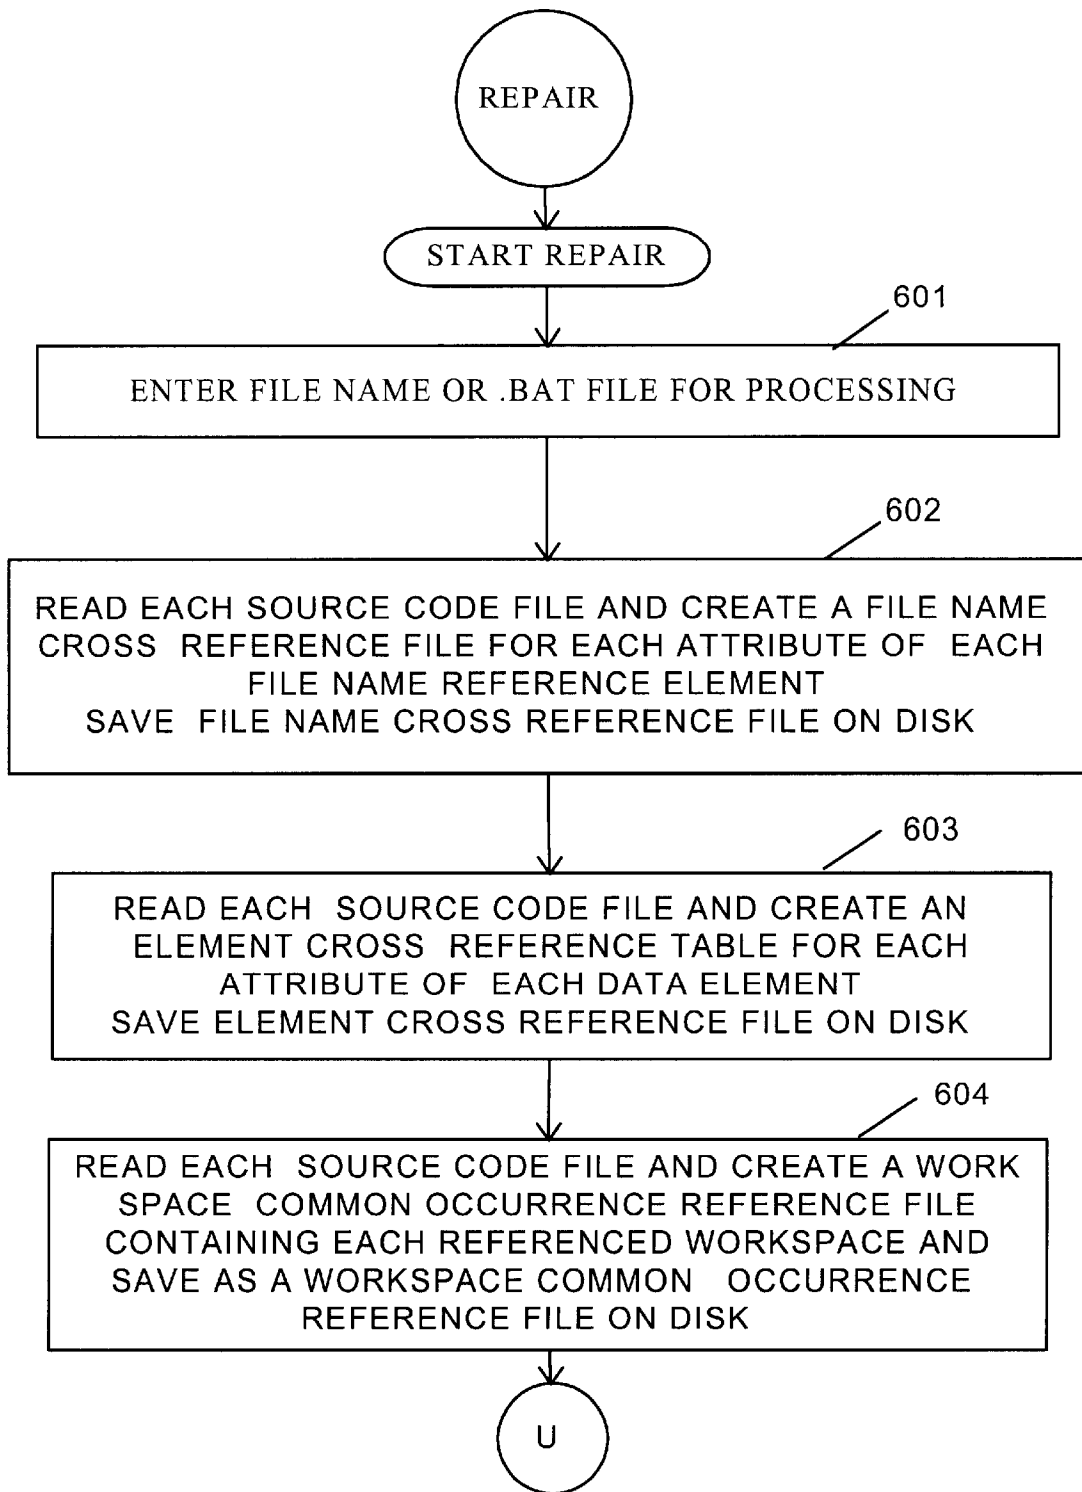 REPAIR
START REPAIR
601
ENTER FILE NAME OR .BAT FILE FOR PROCESSING
602
READ EACH SOURCE CODE FILE AND CREATE A FILE NAME
CROSS REFERENCE FILE FOR EACH ATTRIBUTE OF EACH
FILE NAME REFERENCE ELEMENT
SAVE FILE NAME CROSS REFERENCE FILE ON DISK
603
READ EACH SOURCE CODE FILE AND CREATE AN
ELEMENT CROSS REFERENCE TABLE FOR EACH
ATTRIBUTE OF EACH DATA ELEMENT
SAVE ELEMENT CROSS REFERENCE FILE ON DISK
604
READ EACH SOURCE CODE FILE AND CREATE A WORK
SPACE COMMON OCCURRENCE REFERENCE FILE
CONTAINING EACH REFERENCED WORKSPACE AND
SAVE AS A WORKSPACE COMMON OCCURRENCE
REFERENCE FILE ON DISK
U